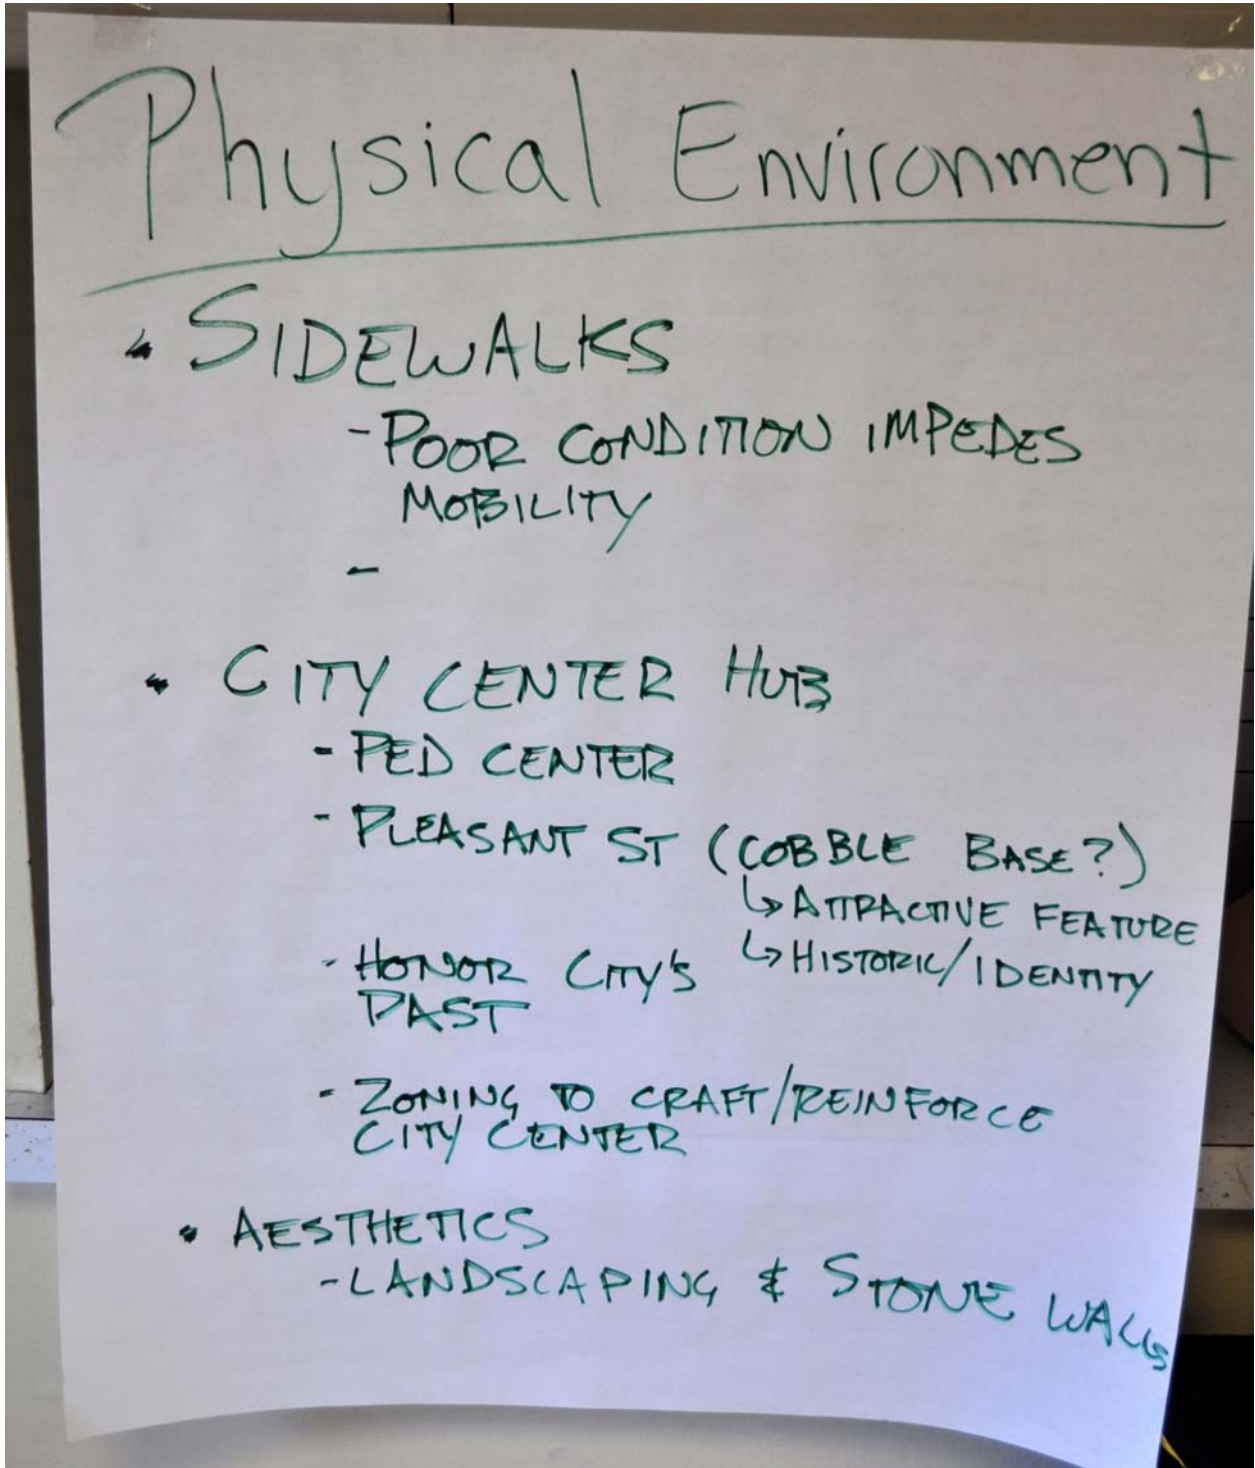 Physical Environment
• SIDEWALKS
- POOR CONDITION IMPEDES
MOBILITY
-
• CITY CENTER HUB
- PED CENTER
- PLEASANT ST (COBBLE BASE?)
↳ ATTRACTIVE FEATURE
↳ HISTORIC/IDENTITY
- HONOR CITY'S
PAST
- ZONING TO CRAFT/REINFORCE
CITY CENTER
• AESTHETICS
- LANDSCAPING & STONE WALLS